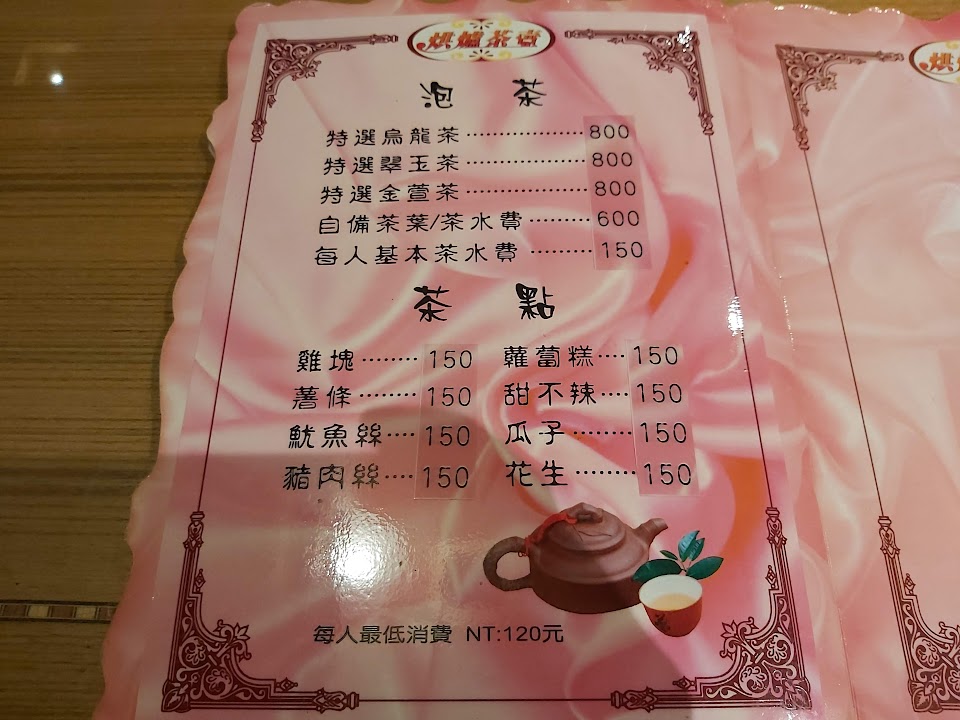 烘爐茶壹
泡 茶
特選烏龍茶⋯⋯⋯⋯⋯800
特選翠玉茶⋯⋯⋯⋯⋯800
特選金萱茶⋯⋯⋯⋯⋯800
自備茶葉/茶水費⋯⋯⋯600
每人基本茶水費⋯⋯⋯150
茶 點
雞塊⋯⋯⋯150 蘿蔔糕⋯⋯150
薯條⋯⋯⋯150 甜不辣⋯⋯150
魷魚絲⋯⋯150 瓜子⋯⋯⋯150
豬肉絲⋯⋯150 花生⋯⋯⋯150
每人最低消費 NT:120元
烘